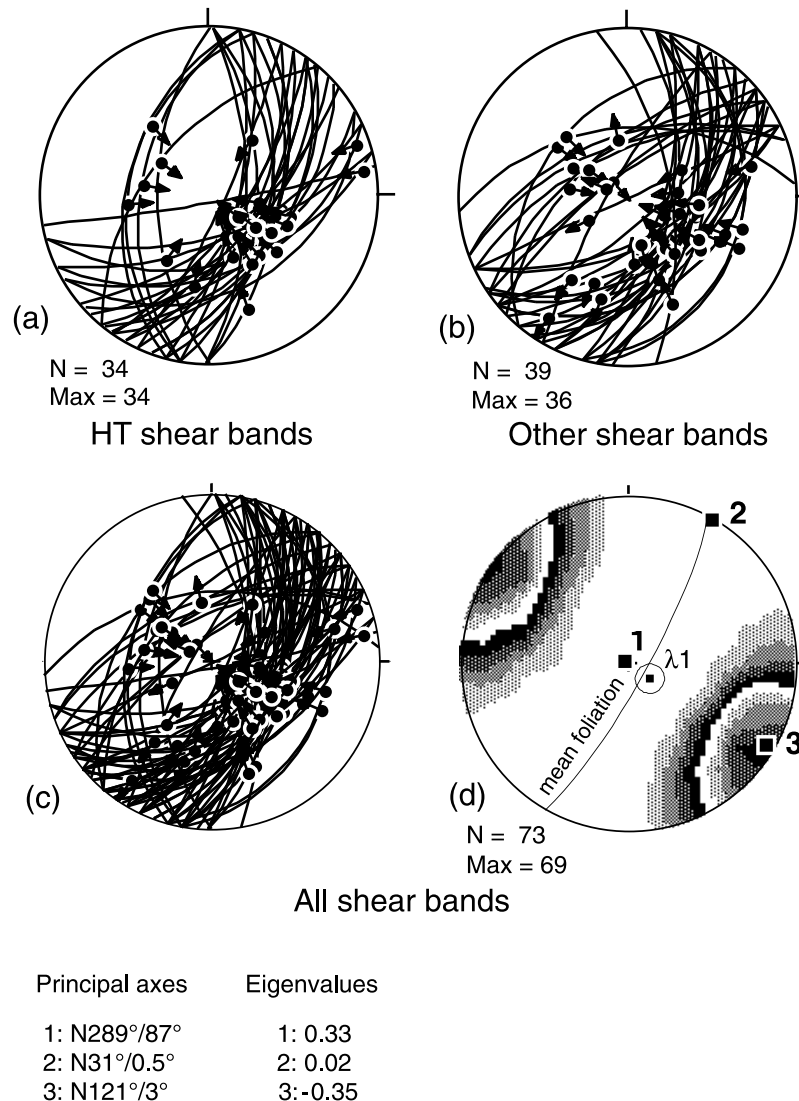 (a)
N = 34
Max = 34
HT shear bands
(b)
N = 39
Max = 36
Other shear bands
(c)
2
1
λ1
mean foliation
3
(d)
N = 73
Max = 69
All shear bands
Principal axes Eigenvalues
1: N289°/87° 1: 0.33
2: N31°/0.5° 2: 0.02
3: N121°/3° 3:-0.35